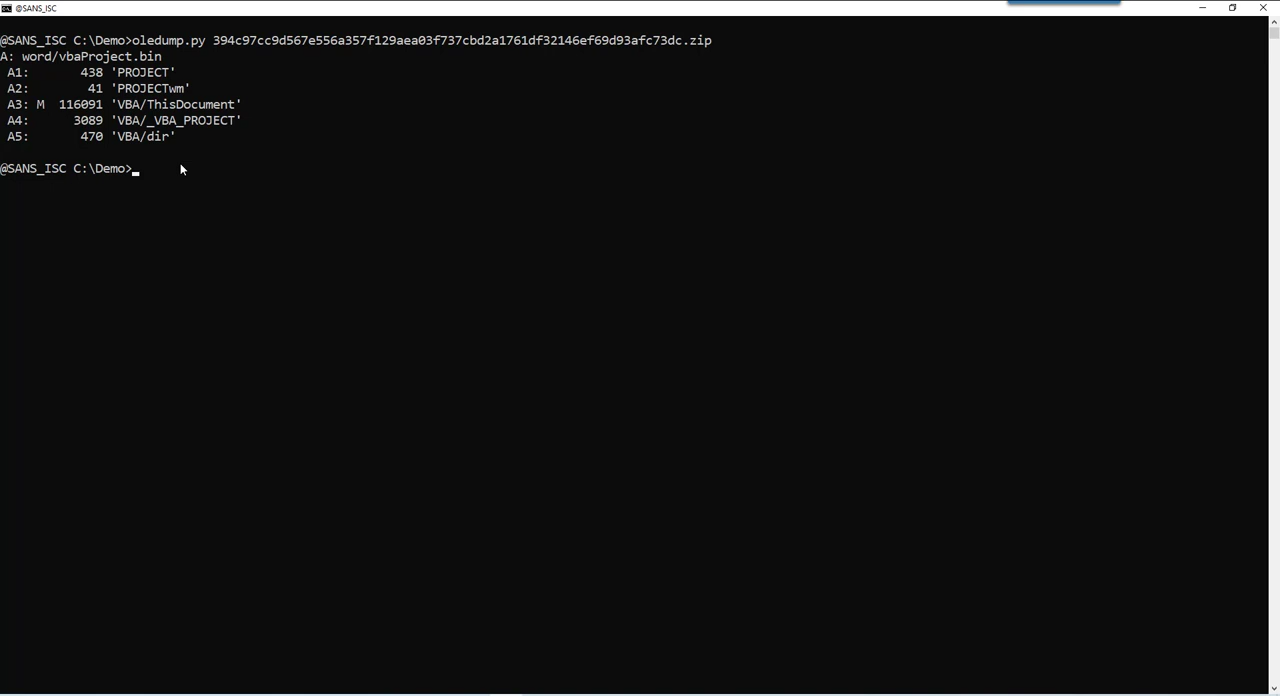 @SANS_ISC
@SANS_ISC C:\Demo>oledump.py 394c97cc9d567e556a357f129aea03f737cbd2a1761df32146ef69d93afc73dc.zip
A: word/vbaProject.bin
 A1:       438 'PROJECT'
 A2:        41 'PROJECTwm'
 A3: M  116091 'VBA/ThisDocument'
 A4:      3089 'VBA/_VBA_PROJECT'
 A5:       470 'VBA/dir'
@SANS_ISC C:\Demo>